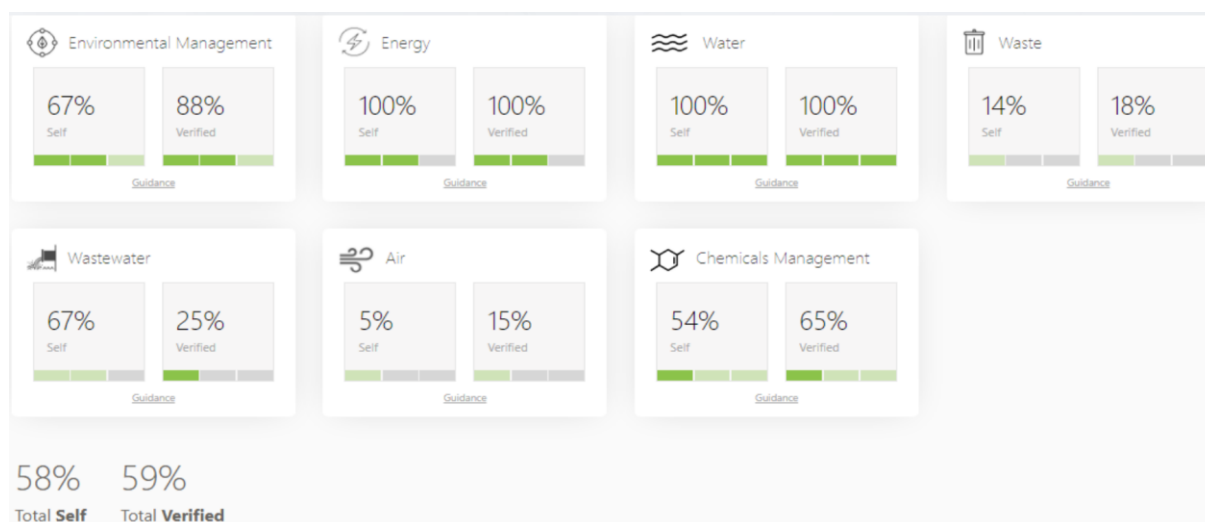 Environmental Management
67%
Self
88%
Verified
Guidance
Energy
100%
Self
100%
Verified
Guidance
Water
100%
Self
100%
Verified
Guidance
Waste
14%
Self
18%
Verified
Guidance
Wastewater
67%
Self
25%
Verified
Guidance
Air
5%
Self
15%
Verified
Guidance
Chemicals Management
54%
Self
65%
Verified
Guidance
58% 59%
Total Self Total Verified